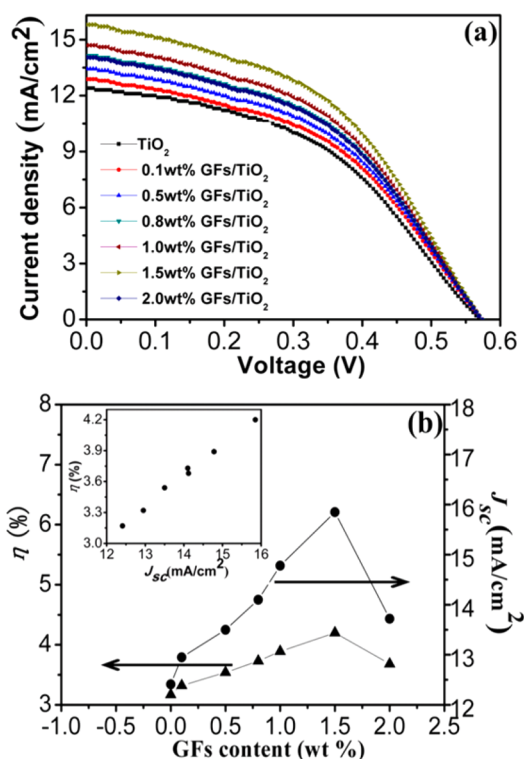 (a)
15
12
9
6
3
0
Current density (mA/cm²)
TiO₂
0.1wt% GFs/TiO₂
0.5wt% GFs/TiO₂
0.8wt% GFs/TiO₂
1.0wt% GFs/TiO₂
1.5wt% GFs/TiO₂
2.0wt% GFs/TiO₂
0.0 0.1 0.2 0.3 0.4 0.5 0.6
Voltage (V)
(b)
8
7
6
5
4
3
η (%)
4.2
3.9
3.6
3.3
3.0
η (%)
12 13 14 15 16
Jsc(mA/cm²)
18
17
16
15
14
13
12
Jsc(mA/cm²)
-1.0 -0.5 0.0 0.5 1.0 1.5 2.0 2.5
GFs content (wt %)